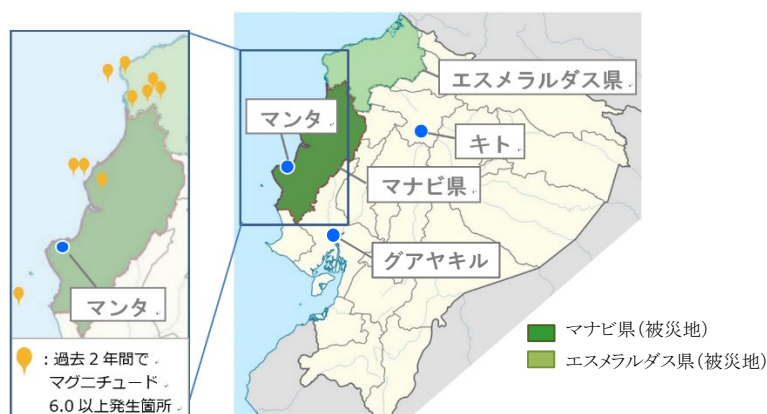 エスメラルダス県
マンタ
キト
マナビ県
グアヤキル
マンタ
：過去２年間で
マグニチュード
6.0 以上発生箇所
マナビ県（被災地）
エスメラルダス県（被災地）